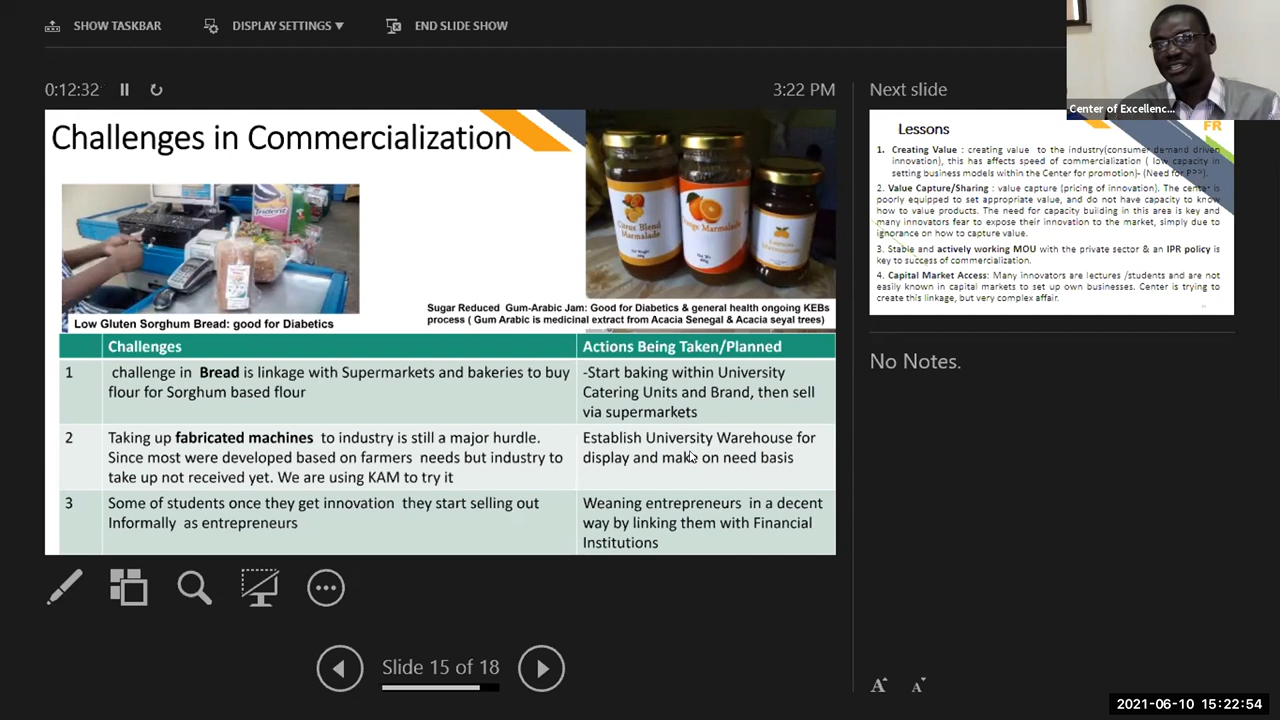 SHOW TASKBAR
DISPLAY SETTINGS ▼
END SLIDE SHOW
0:12:32
3:22 PM
Next slide
Center of Excellenc...
Challenges in Commercialization
Trident
Citrus Blend
Marmalade
Orange Marmalade
Lemon
Low Gluten Sorghum Bread: good for Diabetics
Sugar Reduced Gum-Arabic Jam: Good for Diabetics & general health ongoing KEBs
process ( Gum Arabic is medicinal extract from Acacia Senegal & Acacia seyal trees)
Challenges
Actions Being Taken/Planned
1
challenge in Bread is linkage with Supermarkets and bakeries to buy
flour for Sorghum based flour
-Start baking within University
Catering Units and Brand, then sell
via supermarkets
2
Taking up fabricated machines to industry is still a major hurdle.
Since most were developed based on farmers needs but industry to
take up not received yet. We are using KAM to try it
Establish University Warehouse for
display and make on need basis
3
Some of students once they get innovation they start selling out
Informally as entrepreneurs
Weaning entrepreneurs in a decent
way by linking them with Financial
Institutions
Slide 15 of 18
Lessons
FR
1. Creating Value : creating value to the industry(consumer demand driven
innovation), this has affects speed of commercialization ( low capacity in
setting business models within the Center for promotion)- (Need for PPP).
2. Value Capture/Sharing : value capture (pricing of innovation). The center is
poorly equipped to set appropriate value, and do not have capacity to know
how to value products. The need for capacity building in this area is key and
many innovators fear to expose their innovation to the market, simply due to
ignorance on how to capture value.
3. Stable and actively working MOU with the private sector & an IPR policy is
key to success of commercialization.
4. Capital Market Access: Many innovators are lectures /students and are not
easily known in capital markets to set up own businesses. Center is trying to
create this linkage, but very complex affair.
No Notes.
A A
2021-06-10 15:22:54